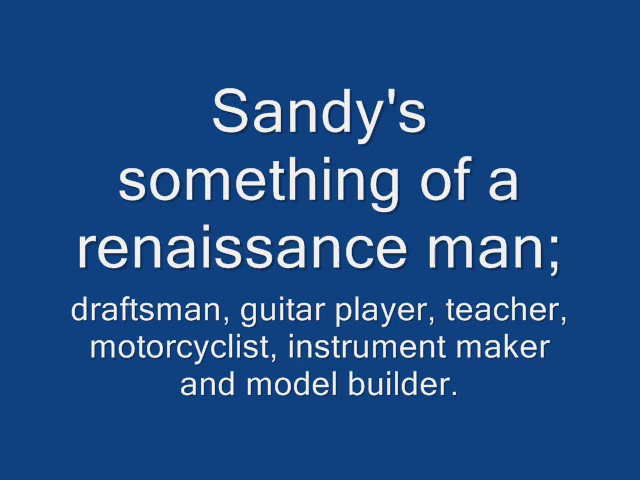 Sandy's
something of a
renaissance man;
draftsman, guitar player, teacher,
motorcyclist, instrument maker
and model builder.